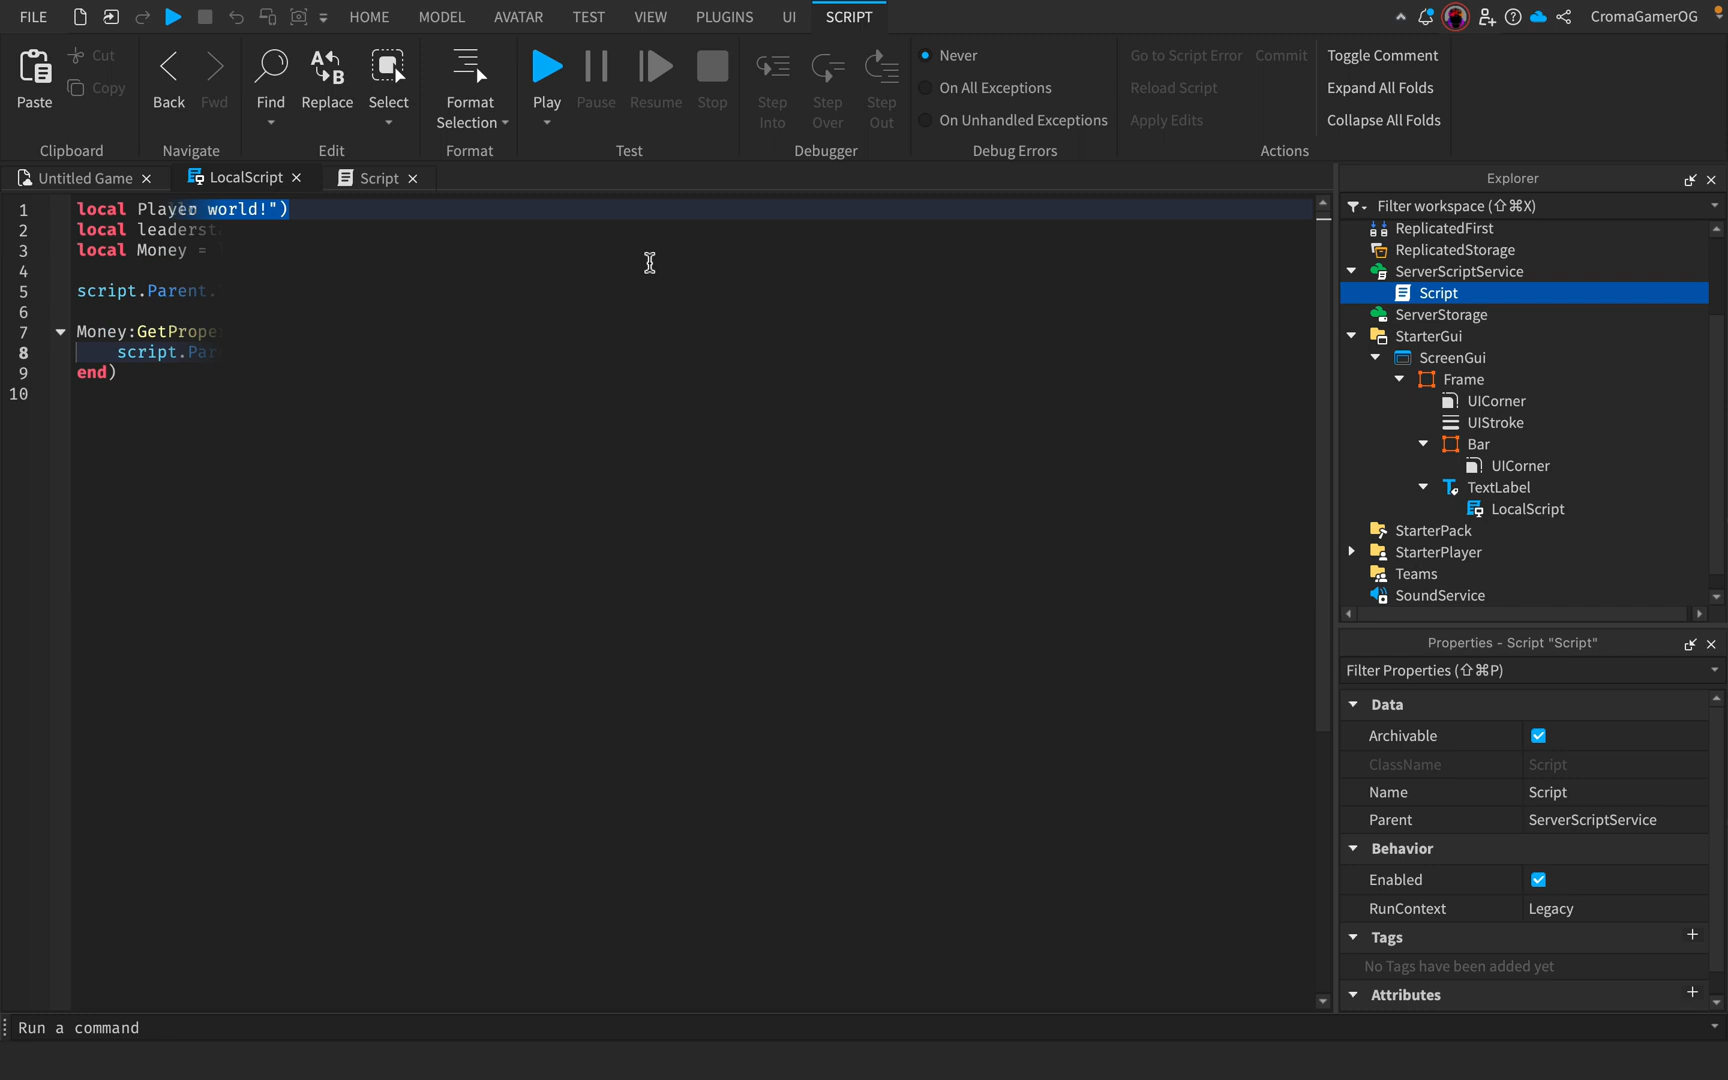 FILE HOME MODEL AVATAR TEST VIEW PLUGINS UI SCRIPT CromaGamerOG
Paste Cut Copy
Clipboard
Back Fwd
Navigate
Find Replace Select
Edit
Format Selection
Format
Play Pause Resume Stop
Test
Step Into Step Over Step Out
Debugger
Never
On All Exceptions
On Unhandled Exceptions
Debug Errors
Go to Script Error Commit
Reload Script
Apply Edits
Toggle Comment
Expand All Folds
Collapse All Folds
Actions
Untitled Game LocalScript Script
1 local world!")
2 local
3 local Money =
4
5 script.Parent.
6
7
8 script.
9 end)
10
Explorer
Filter workspace (⇧⌘X)
ReplicatedFirst
ReplicatedStorage
ServerScriptService
Script
ServerStorage
StarterGui
ScreenGui
Frame
UICorner
UIStroke
Bar
UICorner
TextLabel
LocalScript
StarterPack
StarterPlayer
Teams
SoundService
Properties - Script "Script"
Filter Properties (⇧⌘P)
Data
Archivable
ClassName Script
Name Script
Parent ServerScriptService
Behavior
Enabled
RunContext Legacy
Tags +
No Tags have been added yet
Attributes +
Run a command